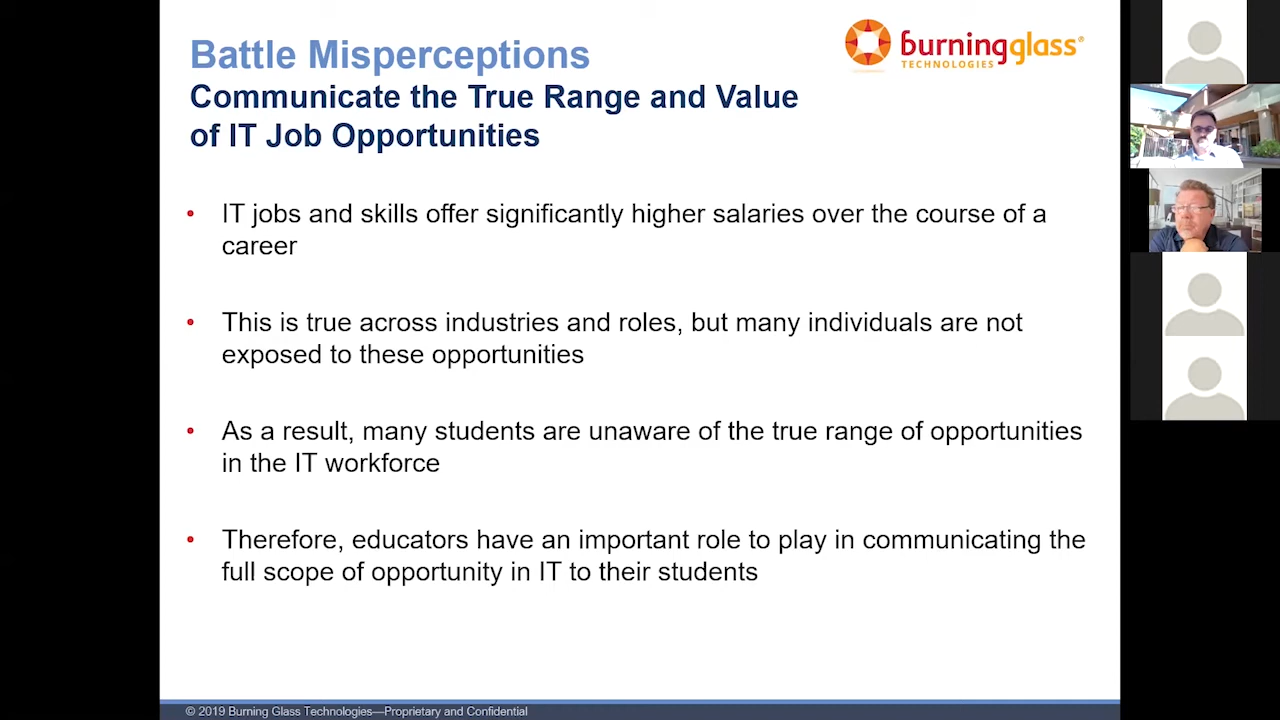 Battle Misperceptions
Communicate the True Range and Value
of IT Job Opportunities
burningglass®
TECHNOLOGIES
• IT jobs and skills offer significantly higher salaries over the course of a
career
• This is true across industries and roles, but many individuals are not
exposed to these opportunities
• As a result, many students are unaware of the true range of opportunities
in the IT workforce
• Therefore, educators have an important role to play in communicating the
full scope of opportunity in IT to their students
© 2019 Burning Glass Technologies—Proprietary and Confidential